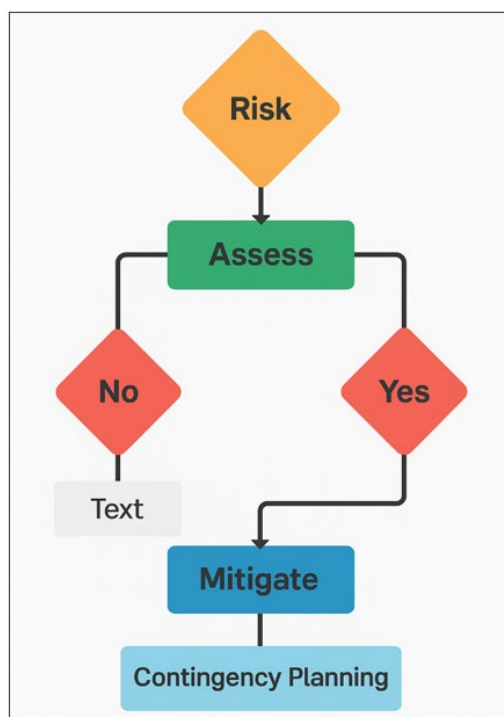 Risk
Assess
No
Yes
Text
Mitigate
Contingency Planning